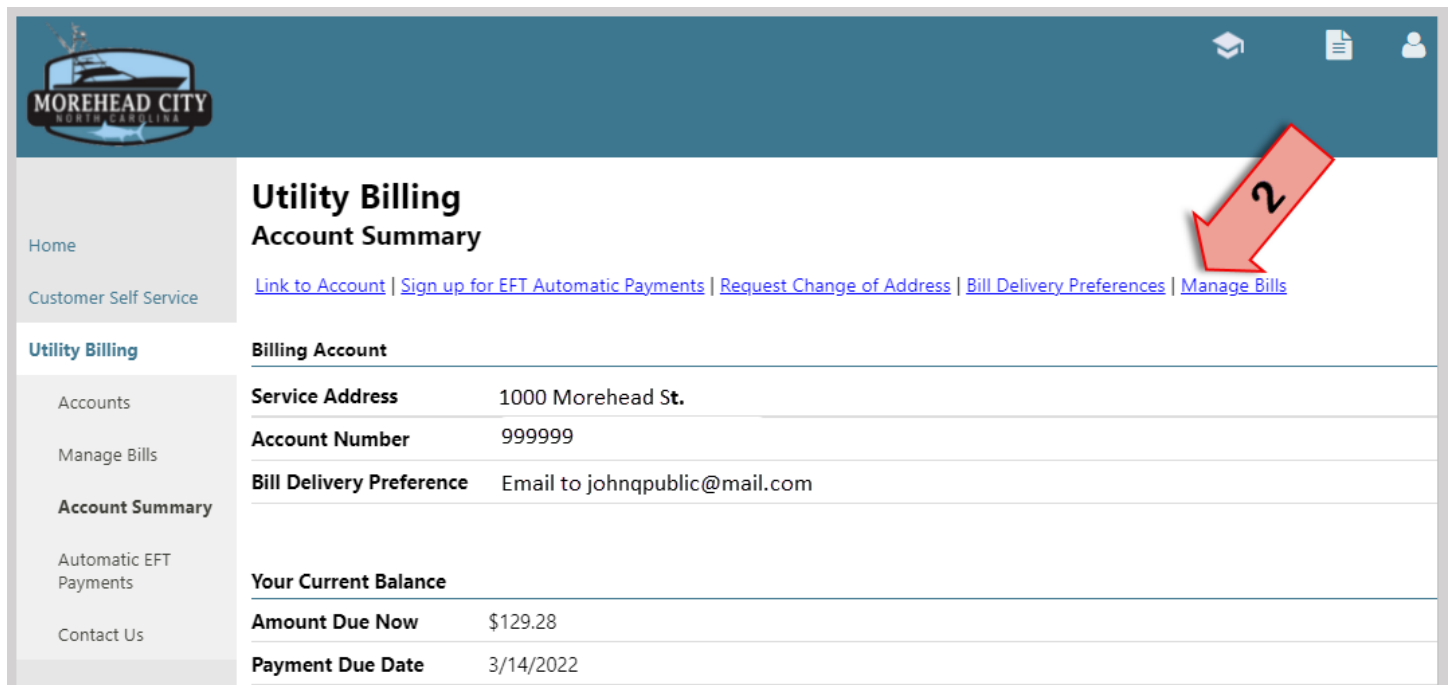 MOREHEAD CITY
NORTH CAROLINA
2
Home
Customer Self Service
Utility Billing
Accounts
Manage Bills
Account Summary
Automatic EFT
Payments
Contact Us
Utility Billing
Account Summary
Link to Account | Sign up for EFT Automatic Payments | Request Change of Address | Bill Delivery Preferences | Manage Bills
Billing Account
Service Address 1000 Morehead St.
Account Number 999999
Bill Delivery Preference Email to johnqpublic@mail.com
Your Current Balance
Amount Due Now $129.28
Payment Due Date 3/14/2022